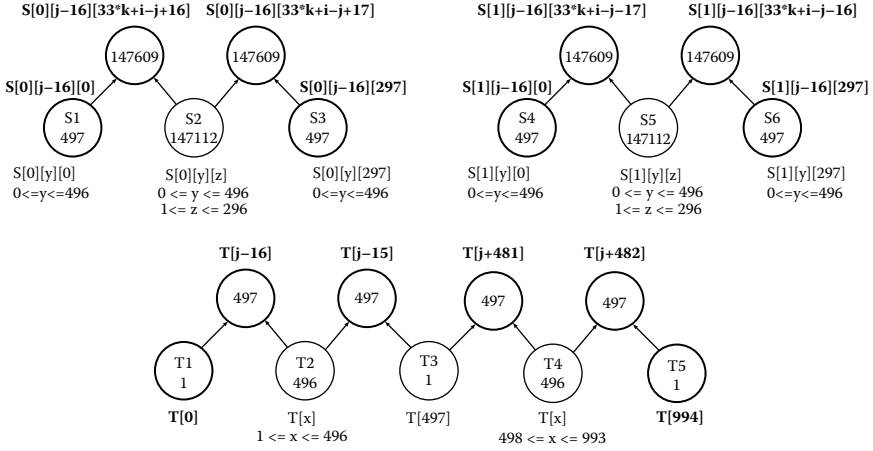 S[0][j−16][33*k+i−j+16] S[0][j−16][33*k+i−j+17] S[1][j−16][33*k+i−j−17] S[1][j−16][33*k+i−j−16]
147609 147609 147609 147609
S[0][j−16][0] S[0][j−16][297] S[1][j−16][0] S[1][j−16][297]
S1 S2 S3 S4 S5 S6
497 147112 497 497 147112 497
S[0][y][0] S[0][y][z] S[0][y][297] S[1][y][0] S[1][y][z] S[1][y][297]
0<=y<=496 0 <= y <= 496 0<=y<=496 0<=y<=496 0 <= y <= 496 0<=y<=496
1<= z <= 296 1<= z <= 296
T[j−16] T[j−15] T[j+481] T[j+482]
497 497 497 497
T1 T2 T3 T4 T5
1 496 1 496 1
T[0] T[x] T[497] T[x] T[994]
1 <= x <= 496 498 <= x <= 993